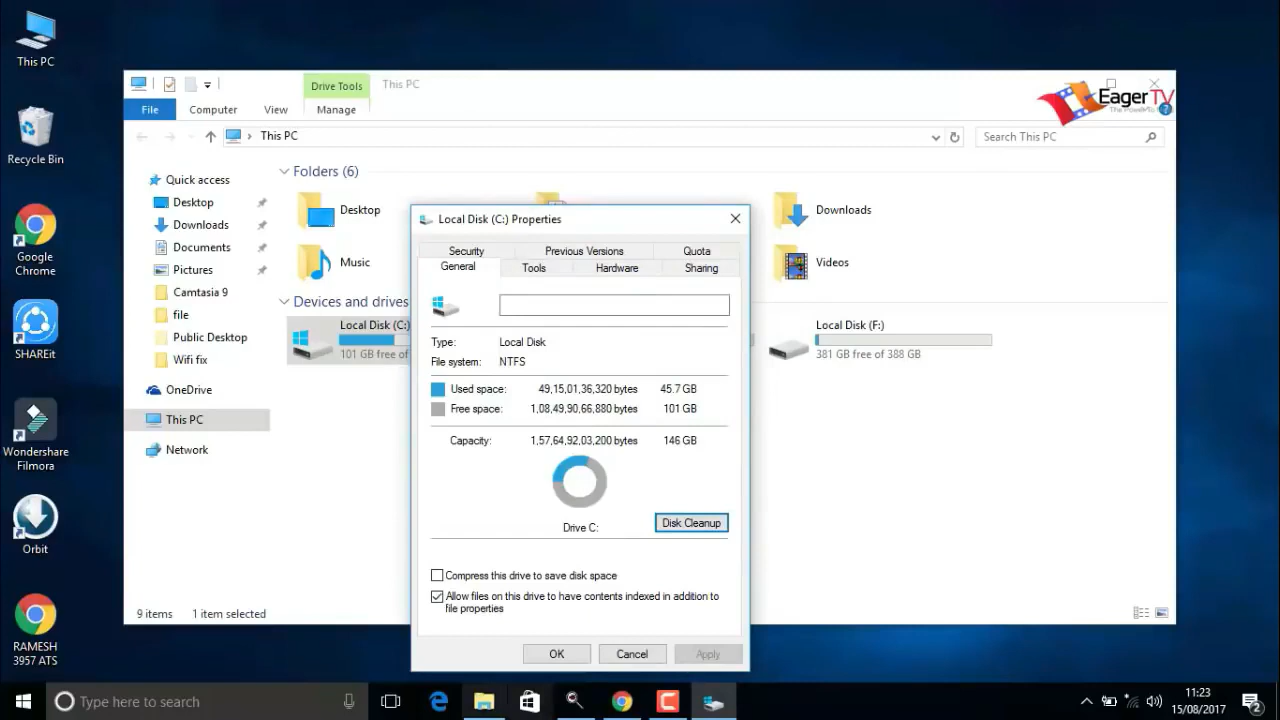 This PC
Recycle Bin
Google
Chrome
SHAREit
Wondershare
Filmora
Orbit
RAMESH
3957 ATS
Drive Tools
This PC
File
Computer
View
Manage
EagerTV
This PC
Search This PC
Quick access
Desktop
Downloads
Documents
Pictures
Camtasia 9
file
Public Desktop
Wifi fix
OneDrive
This PC
Network
Folders (6)
Desktop
Downloads
Music
Videos
Devices and drives
Local Disk (C:)
101 GB free of
Local Disk (F:)
381 GB free of 388 GB
9 items
1 item selected
Local Disk (C:) Properties
Security
Previous Versions
Quota
General
Tools
Hardware
Sharing
Type: Local Disk
File system: NTFS
Used space: 49,15,01,36,320 bytes 45.7 GB
Free space: 1,08,49,90,66,880 bytes 101 GB
Capacity: 1,57,64,92,03,200 bytes 146 GB
Drive C:
Disk Cleanup
Compress this drive to save disk space
Allow files on this drive to have contents indexed in addition to
file properties
OK
Cancel
Apply
Type here to search
11:23
15/08/2017
2